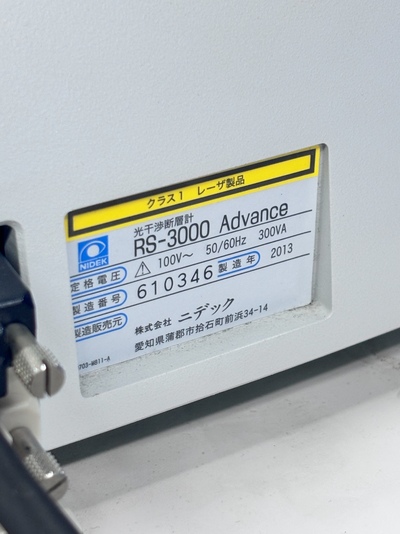 クラス1 レーザ製品
NIDEK
光干渉断層計
RS-3000 Advance
定格電圧 ⚠ 100V～ 50/60Hz 300VA
製造番号 610346 製造年 2013
製造販売元 株式会社 ニデック
愛知県蒲郡市拾石町前浜34-14